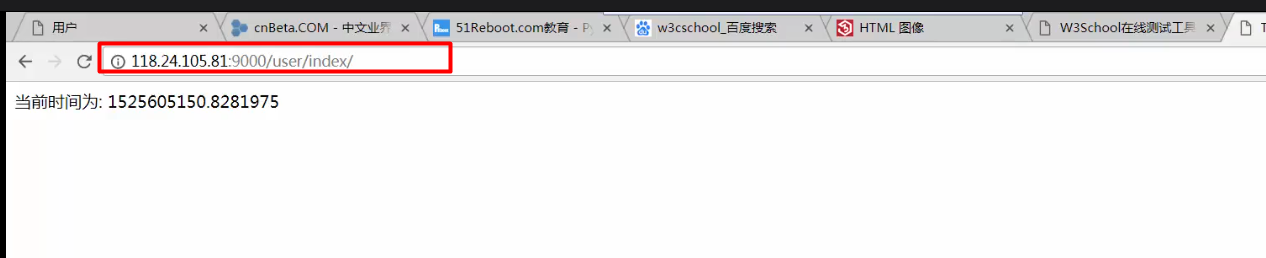 用户
cnBeta.COM - 中文业界
51Reboot.com教育 - Py
w3cschool_百度搜索
HTML 图像
W3School在线测试工具
T
118.24.105.81:9000/user/index/
当前时间为: 1525605150.8281975